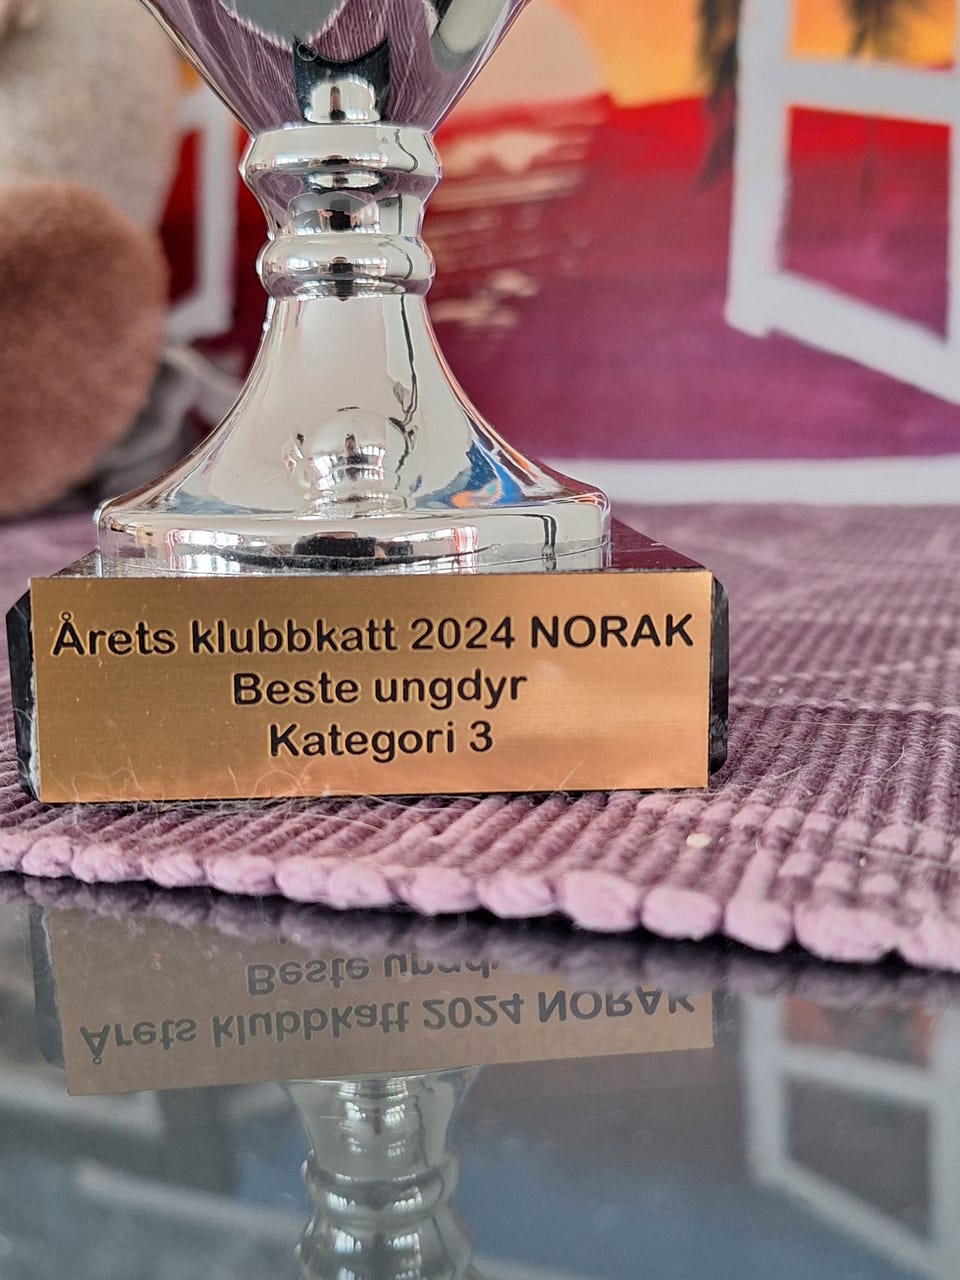 Årets klubbkatt 2024 NORAK
Beste ungdyr
Kategori 3